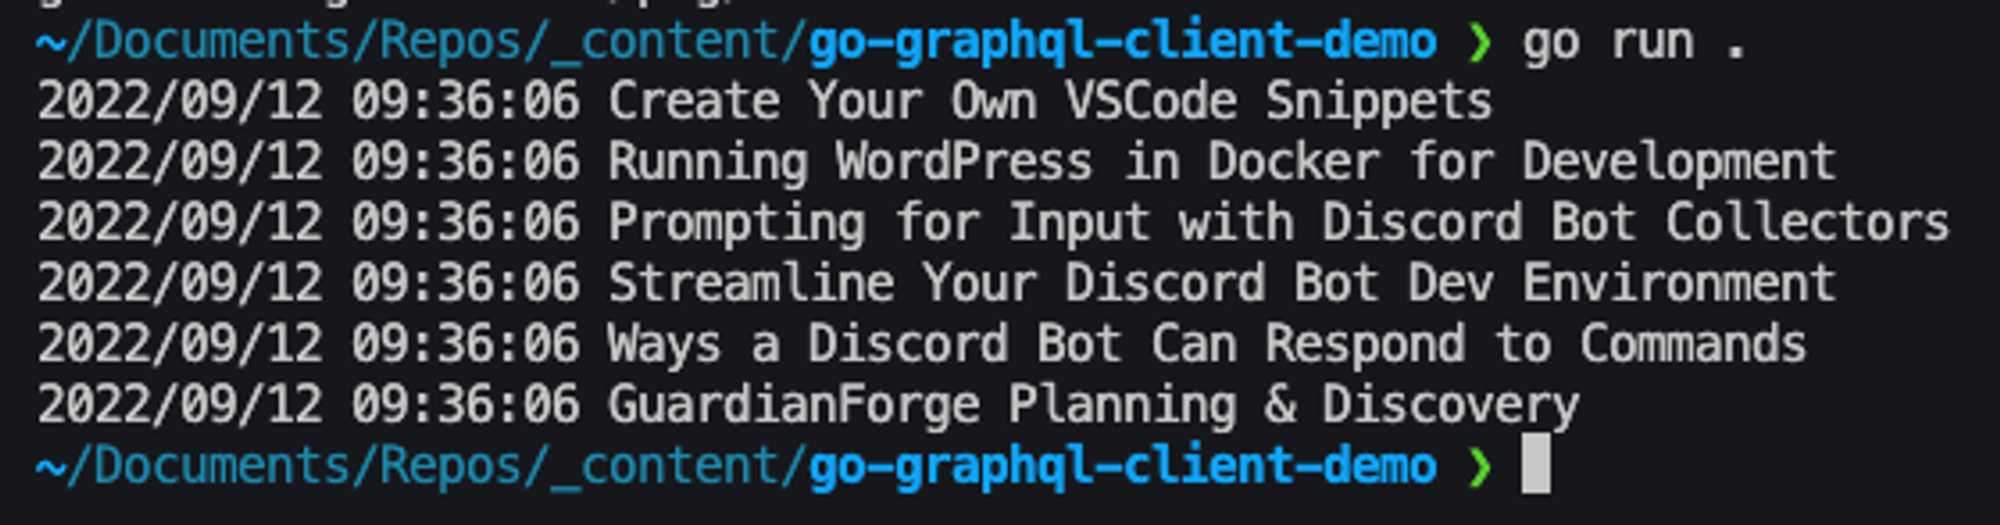 ~/Documents/Repos/_content/go-graphql-client-demo ❯ go run .
2022/09/12 09:36:06 Create Your Own VSCode Snippets
2022/09/12 09:36:06 Running WordPress in Docker for Development
2022/09/12 09:36:06 Prompting for Input with Discord Bot Collectors
2022/09/12 09:36:06 Streamline Your Discord Bot Dev Environment
2022/09/12 09:36:06 Ways a Discord Bot Can Respond to Commands
2022/09/12 09:36:06 GuardianForge Planning & Discovery
~/Documents/Repos/_content/go-graphql-client-demo ❯